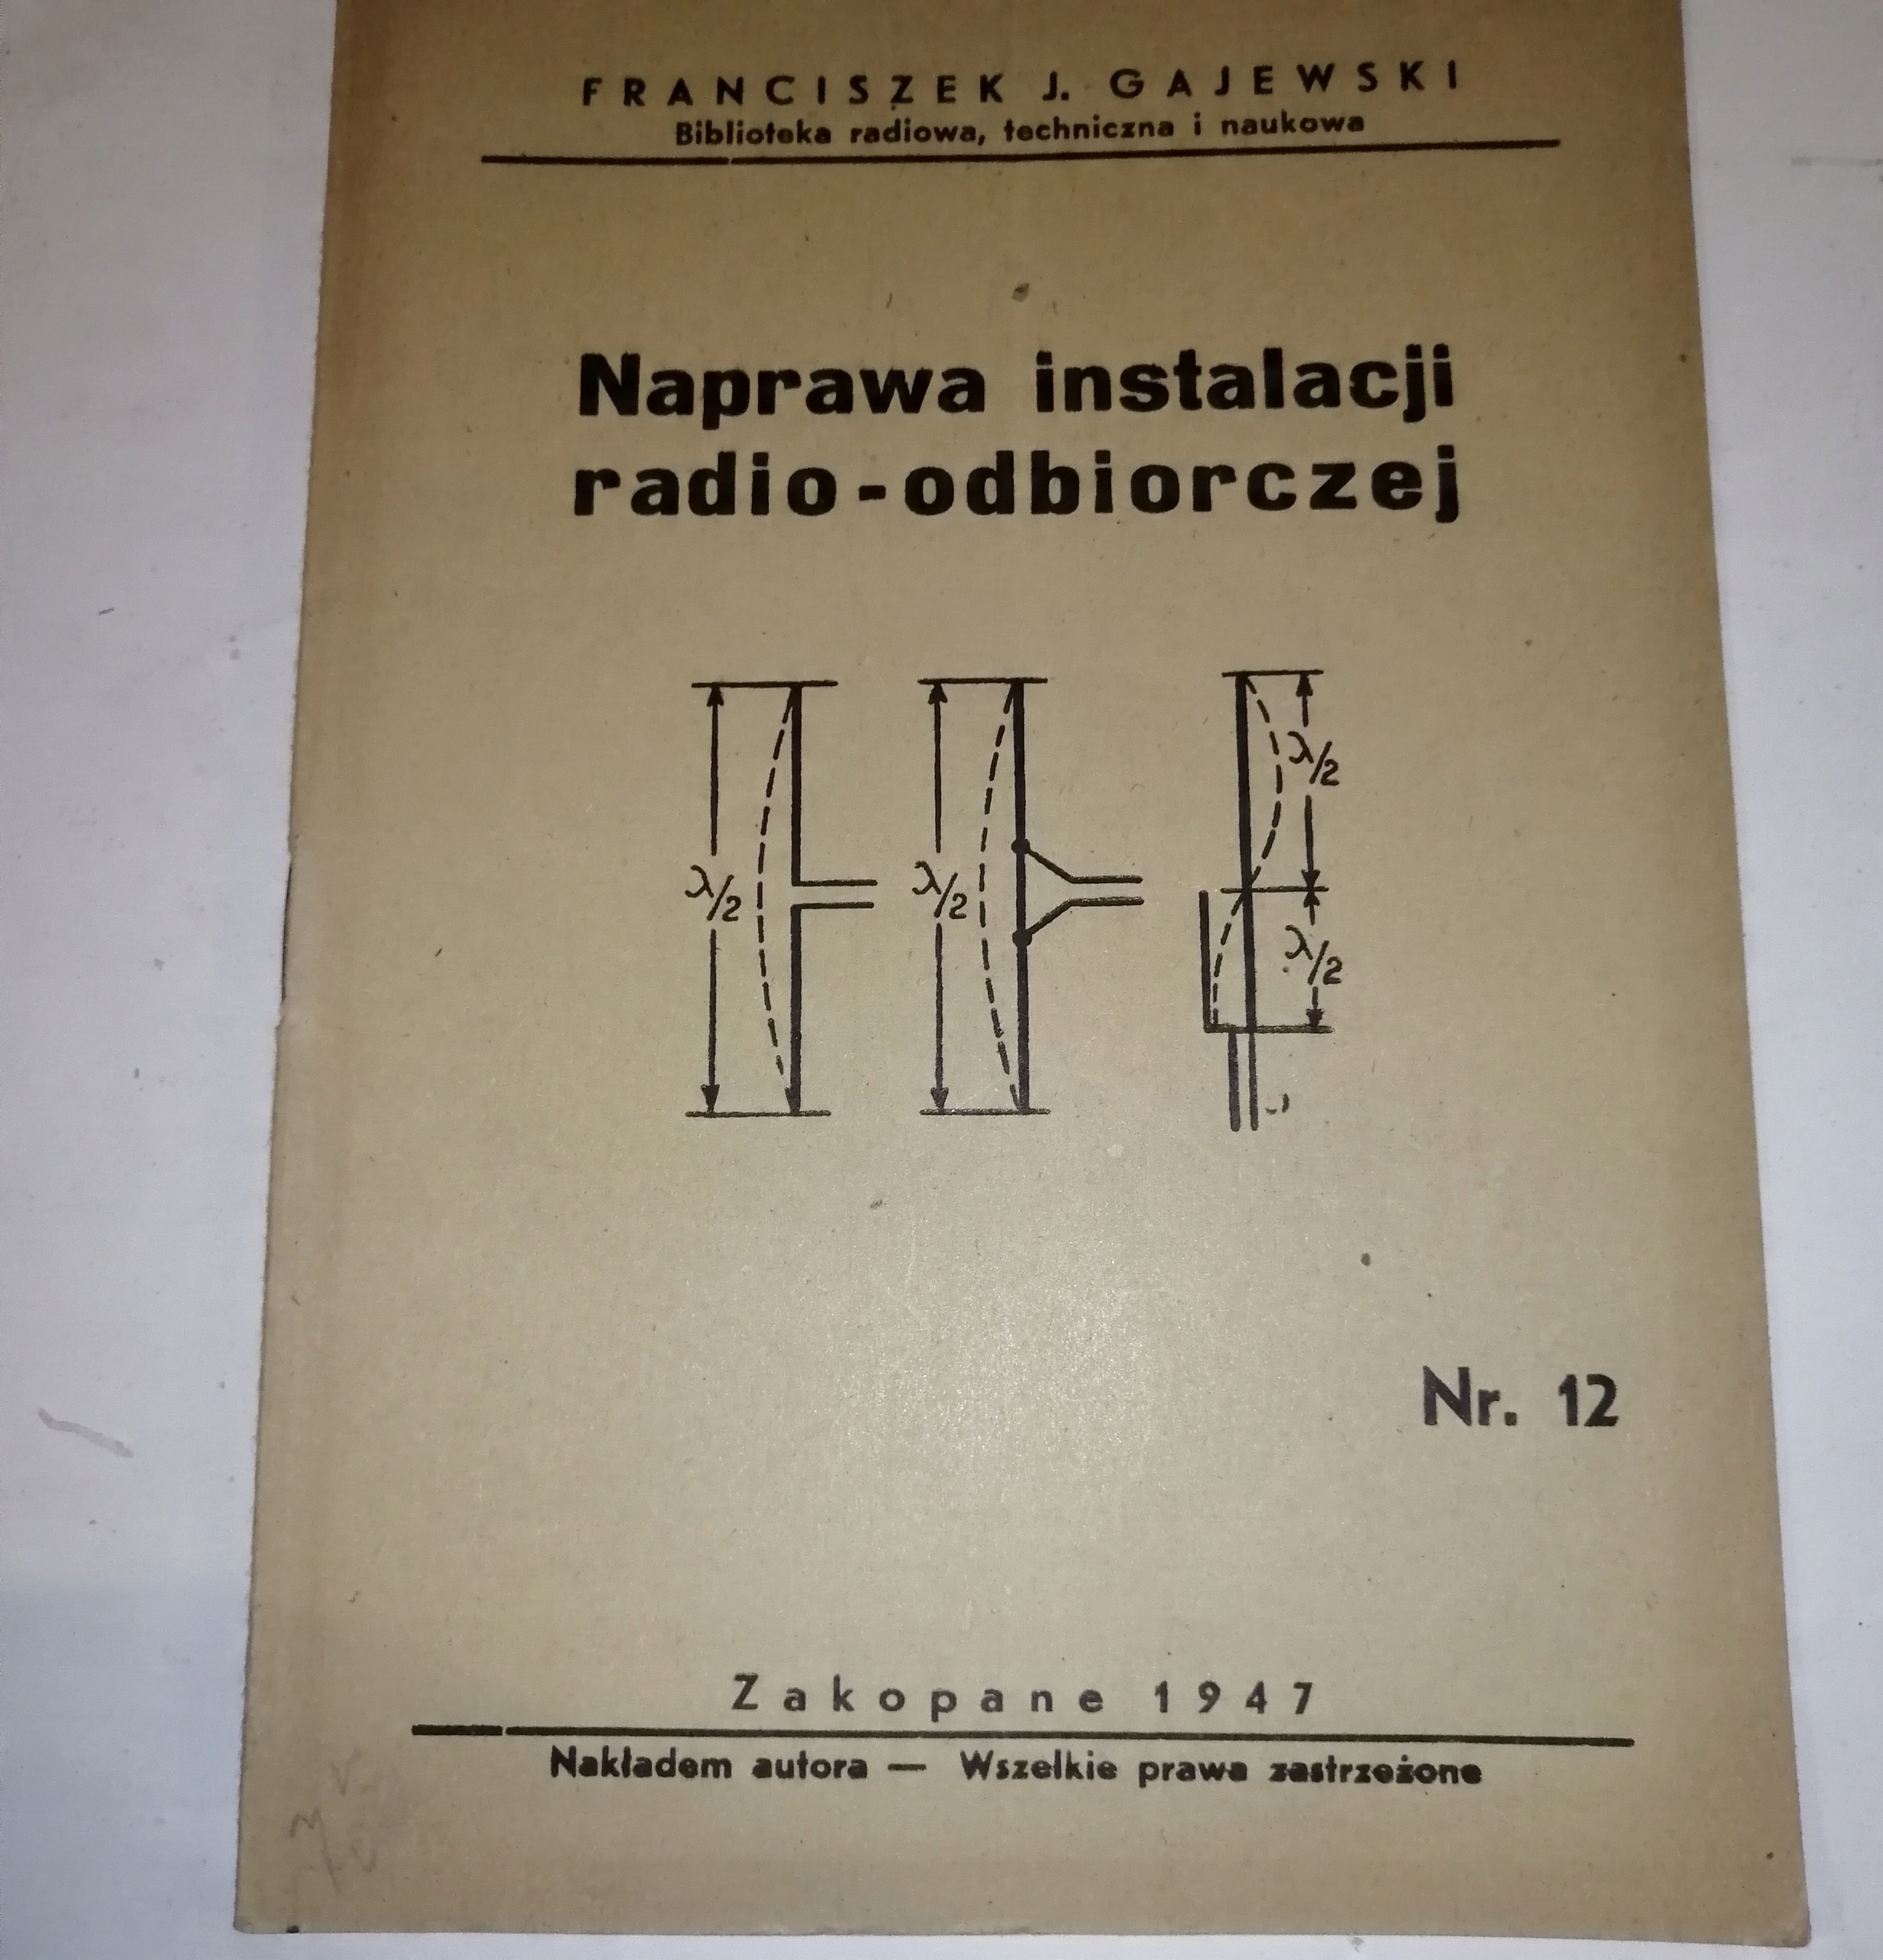 FRANCISZEK J. GAJEWSKI
Biblioteka radiowa, techniczna i naukowa
Naprawa instalacji
radio-odbiorczej
λ/2
λ/2
λ/2
λ/2
Nr. 12
Zakopane 1947
Nakładem autora — Wszelkie prawa zastrzeżone